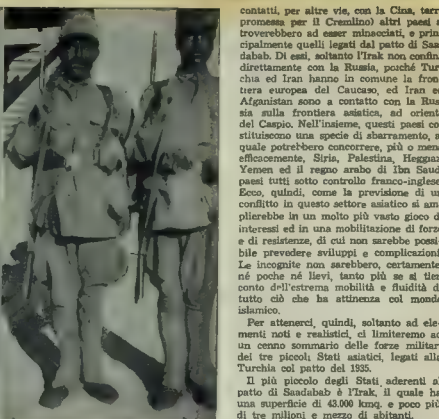 contatti, per altre vie, con la Cina, terra
promessa per il Cremlino) altri paesi si
troverebbero ad esser minacciati, e prin-
cipalmente quelli legati dal patto di Saa-
dabab. Di essi, soltanto l'Irak non confina
direttamente con la Russia, poiché Tur-
chia ed Iran hanno in comune la fron-
tiera europea del Caucaso, ed Iran ed
Afganistan sono a contatto con la Rus-
sia sulla frontiera asiatica, ad oriente
del Caspio. Nell'insieme, questi paesi co-
stituiscono una specie di sbarramento, al
quale potrebbero concorrere, più o meno
efficacemente, Siria, Palestina, Heggiaz,
Yemen ed il regno arabo di Ibn Saud,
paesi tutti sotto controllo franco-inglese.
Ecco, quindi, come la previsione di un
conflitto in questo settore asiatico si am-
plierebbe in un molto più vasto gioco di
interessi ed in una mobilitazione di forze
e di resistenze, di cui non sarebbe possi-
bile prevedere sviluppi e complicazioni.
Le incognite non sarebbero, certamente,
né poche né lievi, tanto più se si tien
conto dell'estrema mobilità e fluidità di
tutto ciò che ha attinenza col mondo
islamico.
Per attenerci, quindi, soltanto ad ele-
menti noti e realistici, ci limiteremo ad
un cenno sommario delle forze militari
dei tre piccoli Stati asiatici, legati alla
Turchia col patto del 1935.
Il più piccolo degli Stati aderenti al
patto di Saadabab è l'Irak, il quale ha
una superficie di 43.000 kmq. e poco più
di tre milioni e mezzo di abitanti.